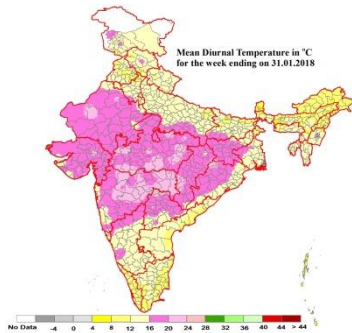 Mean Diurnal Temperature in °C
for the week ending on 31.01.2018
No Data -4 0 4 8 12 16 20 24 28 32 36 40 44 > 44